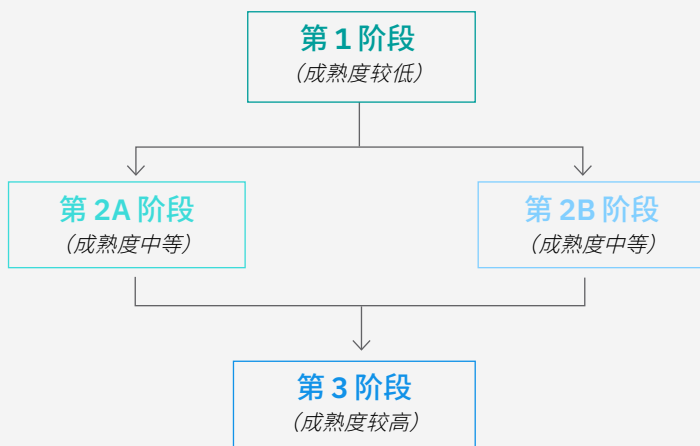 第 1 阶段
（成熟度较低）
第 2A 阶段
（成熟度中等）
第 2B 阶段
（成熟度中等）
第 3 阶段
（成熟度较高）